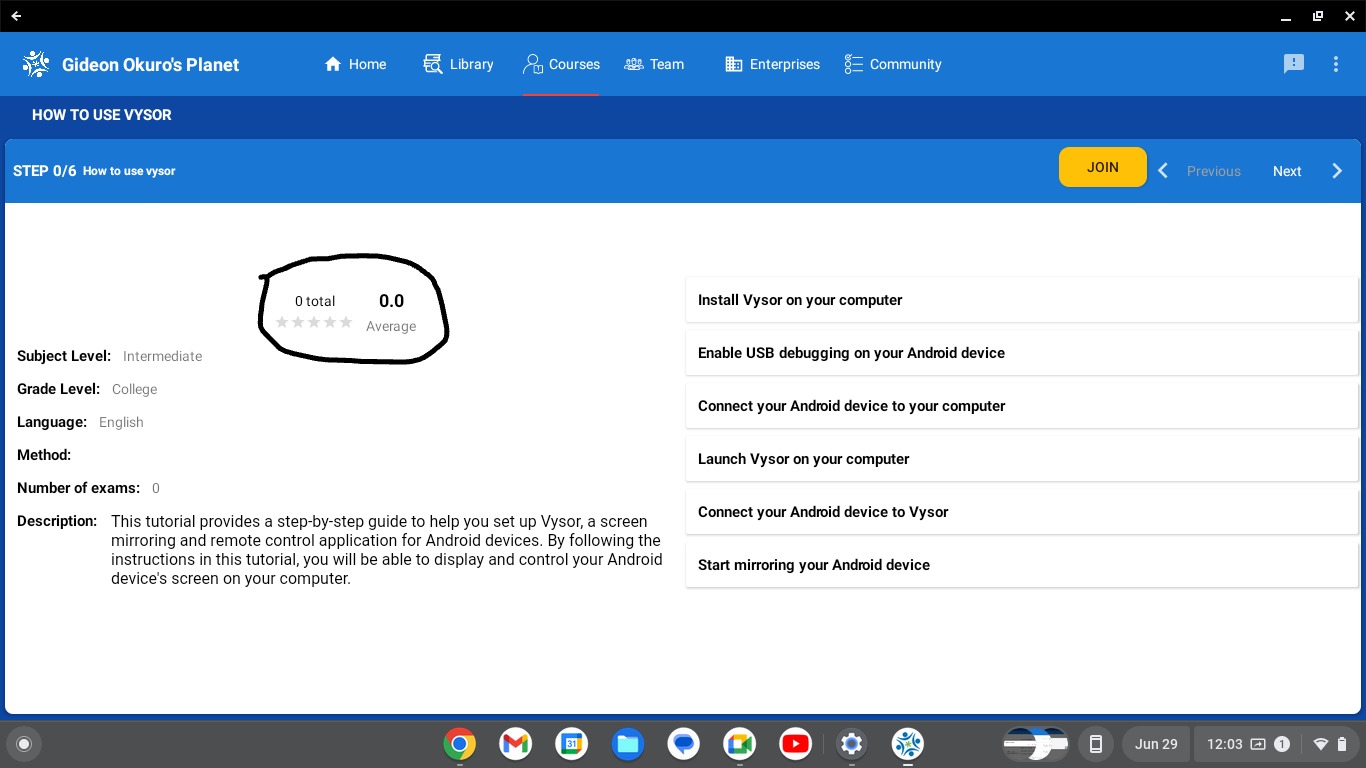 Gideon Okuro's Planet
Home
Library
Courses
Team
Enterprises
Community
HOW TO USE VYSOR
STEP 0/6 How to use vysor
JOIN
Previous
Next
0 total
0.0
Average
Subject Level: Intermediate
Grade Level: College
Language: English
Method:
Number of exams: 0
Description: This tutorial provides a step-by-step guide to help you set up Vysor, a screen
mirroring and remote control application for Android devices. By following the
instructions in this tutorial, you will be able to display and control your Android
device's screen on your computer.
Install Vysor on your computer
Enable USB debugging on your Android device
Connect your Android device to your computer
Launch Vysor on your computer
Connect your Android device to Vysor
Start mirroring your Android device
31
Jun 29
12:03
1